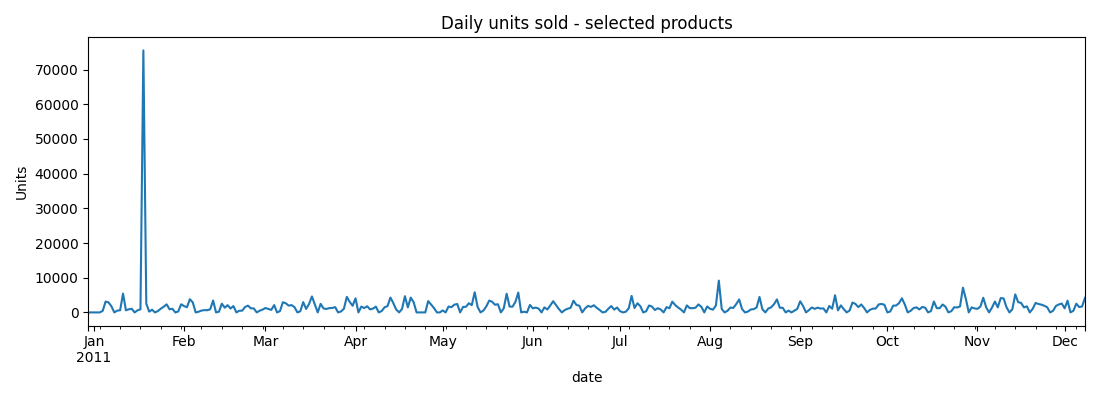 Daily units sold - selected products
70000
60000
50000
40000
30000
20000
10000
0
Units
Jan Feb Mar Apr May Jun Jul Aug Sep Oct Nov Dec
2011
date